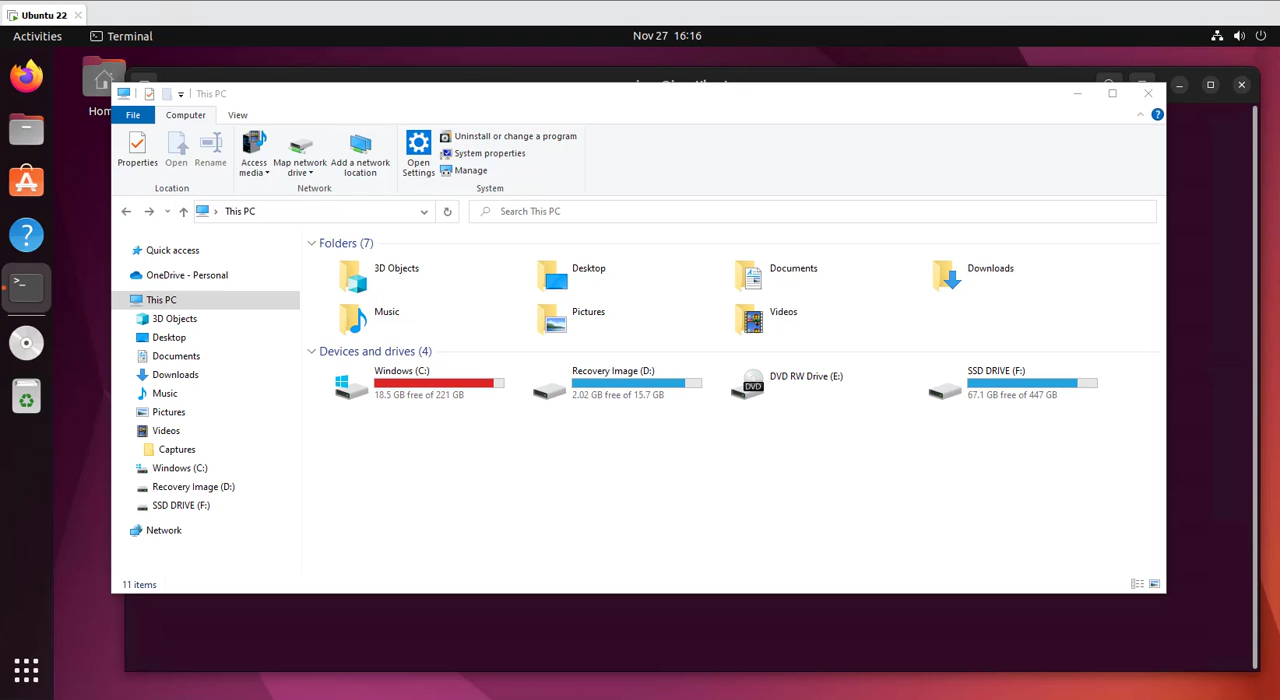 Ubuntu 22
Activities
Terminal
Nov 27 16:16
This PC
File
Computer
View
Properties
Open
Rename
Access media
Map network drive
Add a network location
Open Settings
Uninstall or change a program
System properties
Manage
Location
Network
System
This PC
Search This PC
Quick access
OneDrive - Personal
This PC
3D Objects
Desktop
Documents
Downloads
Music
Pictures
Videos
Captures
Windows (C:)
Recovery Image (D:)
SSD DRIVE (F:)
Network
Folders (7)
3D Objects
Desktop
Documents
Downloads
Music
Pictures
Videos
Devices and drives (4)
Windows (C:)
18.5 GB free of 221 GB
Recovery Image (D:)
2.02 GB free of 15.7 GB
DVD RW Drive (E:)
DVD
SSD DRIVE (F:)
67.1 GB free of 447 GB
11 items